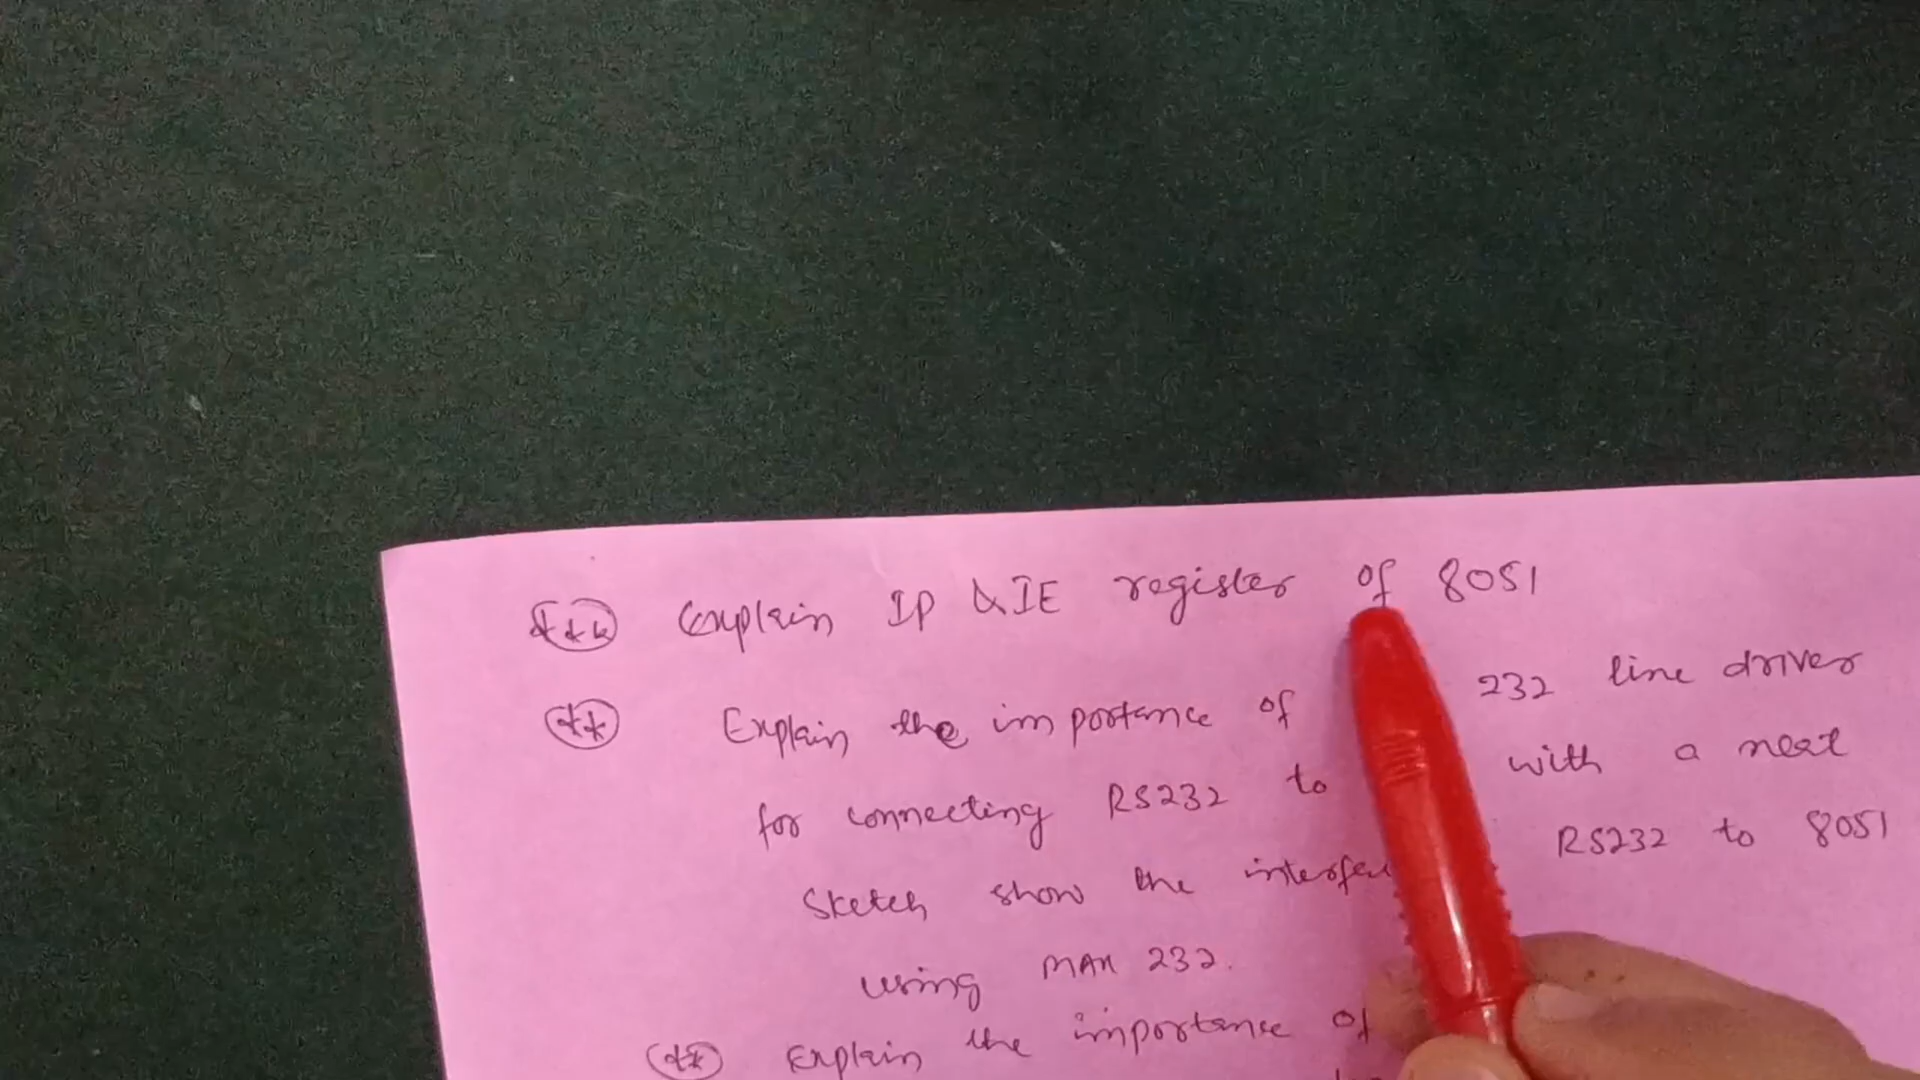 *** Explain IP & IE register of 8051
** Explain the importance of 232 line driver
for connecting RS232 to with a neat
sketch show the RS232 to 8051
using MAX 232.
** Explain the importance of